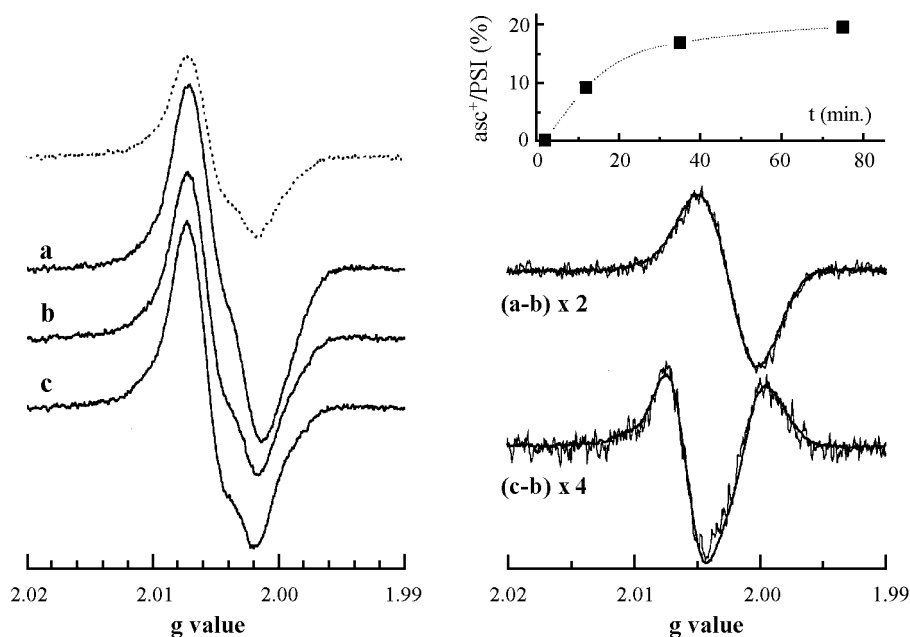 a
b
c
2.02 2.01 2.00 1.99
g value
asc⁺/PSI (%)
20
10
0
t (min.)
0 20 40 60 80
(a-b) x 2
(c-b) x 4
2.02 2.01 2.00 1.99
g value